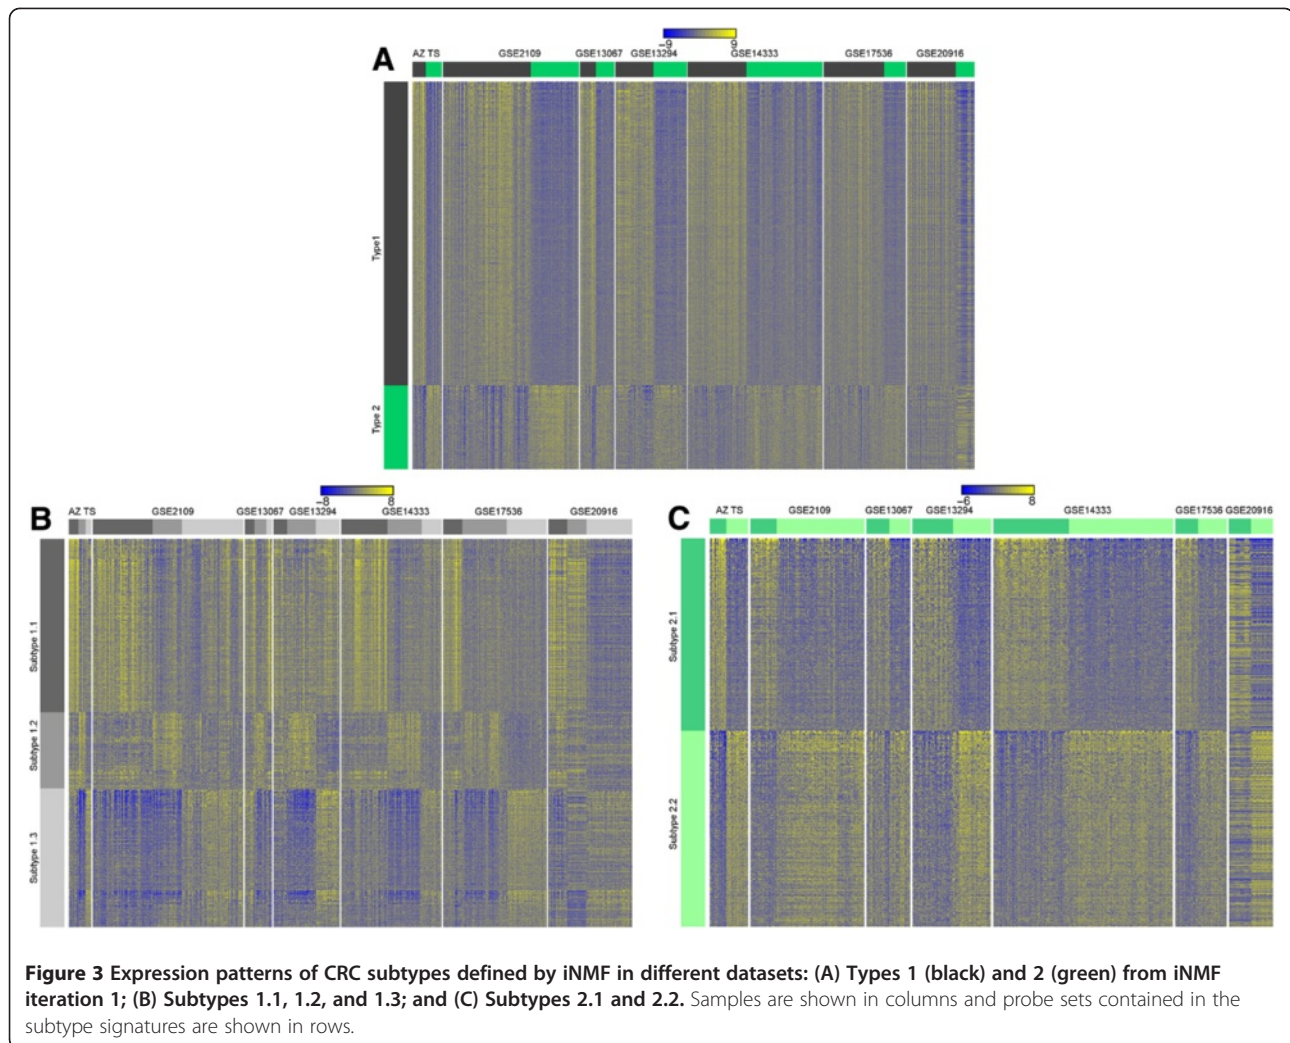 A
-9 9
AZ TS GSE2109 GSE13067 GSE13294 GSE14333 GSE17536 GSE20916
Type1
Type 2
B
-8 8
AZ TS GSE2109 GSE13067 GSE13294 GSE14333 GSE17536 GSE20916
Subtype 1.1
Subtype 1.2
Subtype 1.3
C
-6 8
AZ TS GSE2109 GSE13067 GSE13294 GSE14333 GSE17536 GSE20916
Subtype 2.1
Subtype 2.2
Figure 3 Expression patterns of CRC subtypes defined by iNMF in different datasets: (A) Types 1 (black) and 2 (green) from iNMF
iteration 1; (B) Subtypes 1.1, 1.2, and 1.3; and (C) Subtypes 2.1 and 2.2. Samples are shown in columns and probe sets contained in the
subtype signatures are shown in rows.